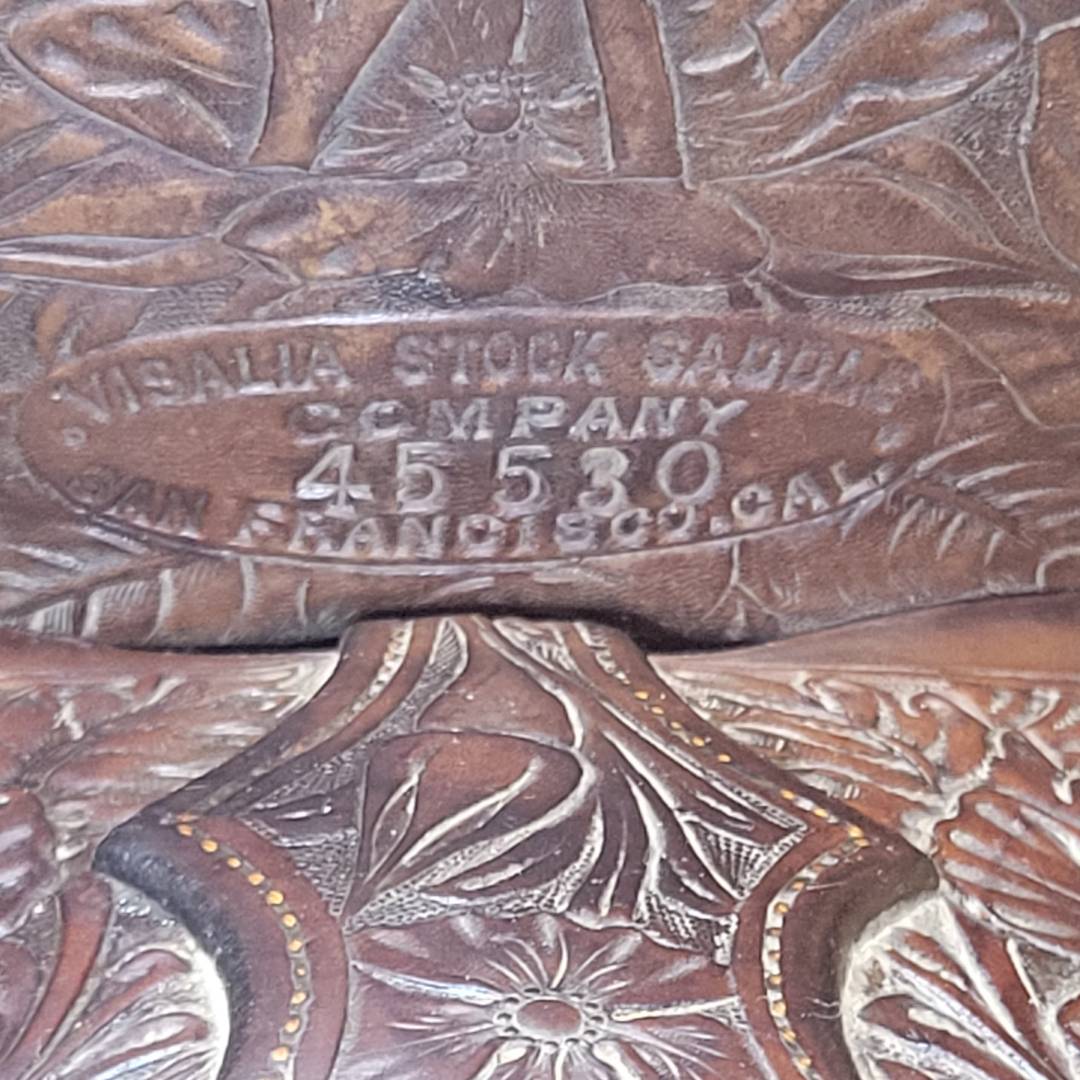 VISALIA STOCK SADDLE
COMPANY
45530
SAN FRANCISCO. CAL.